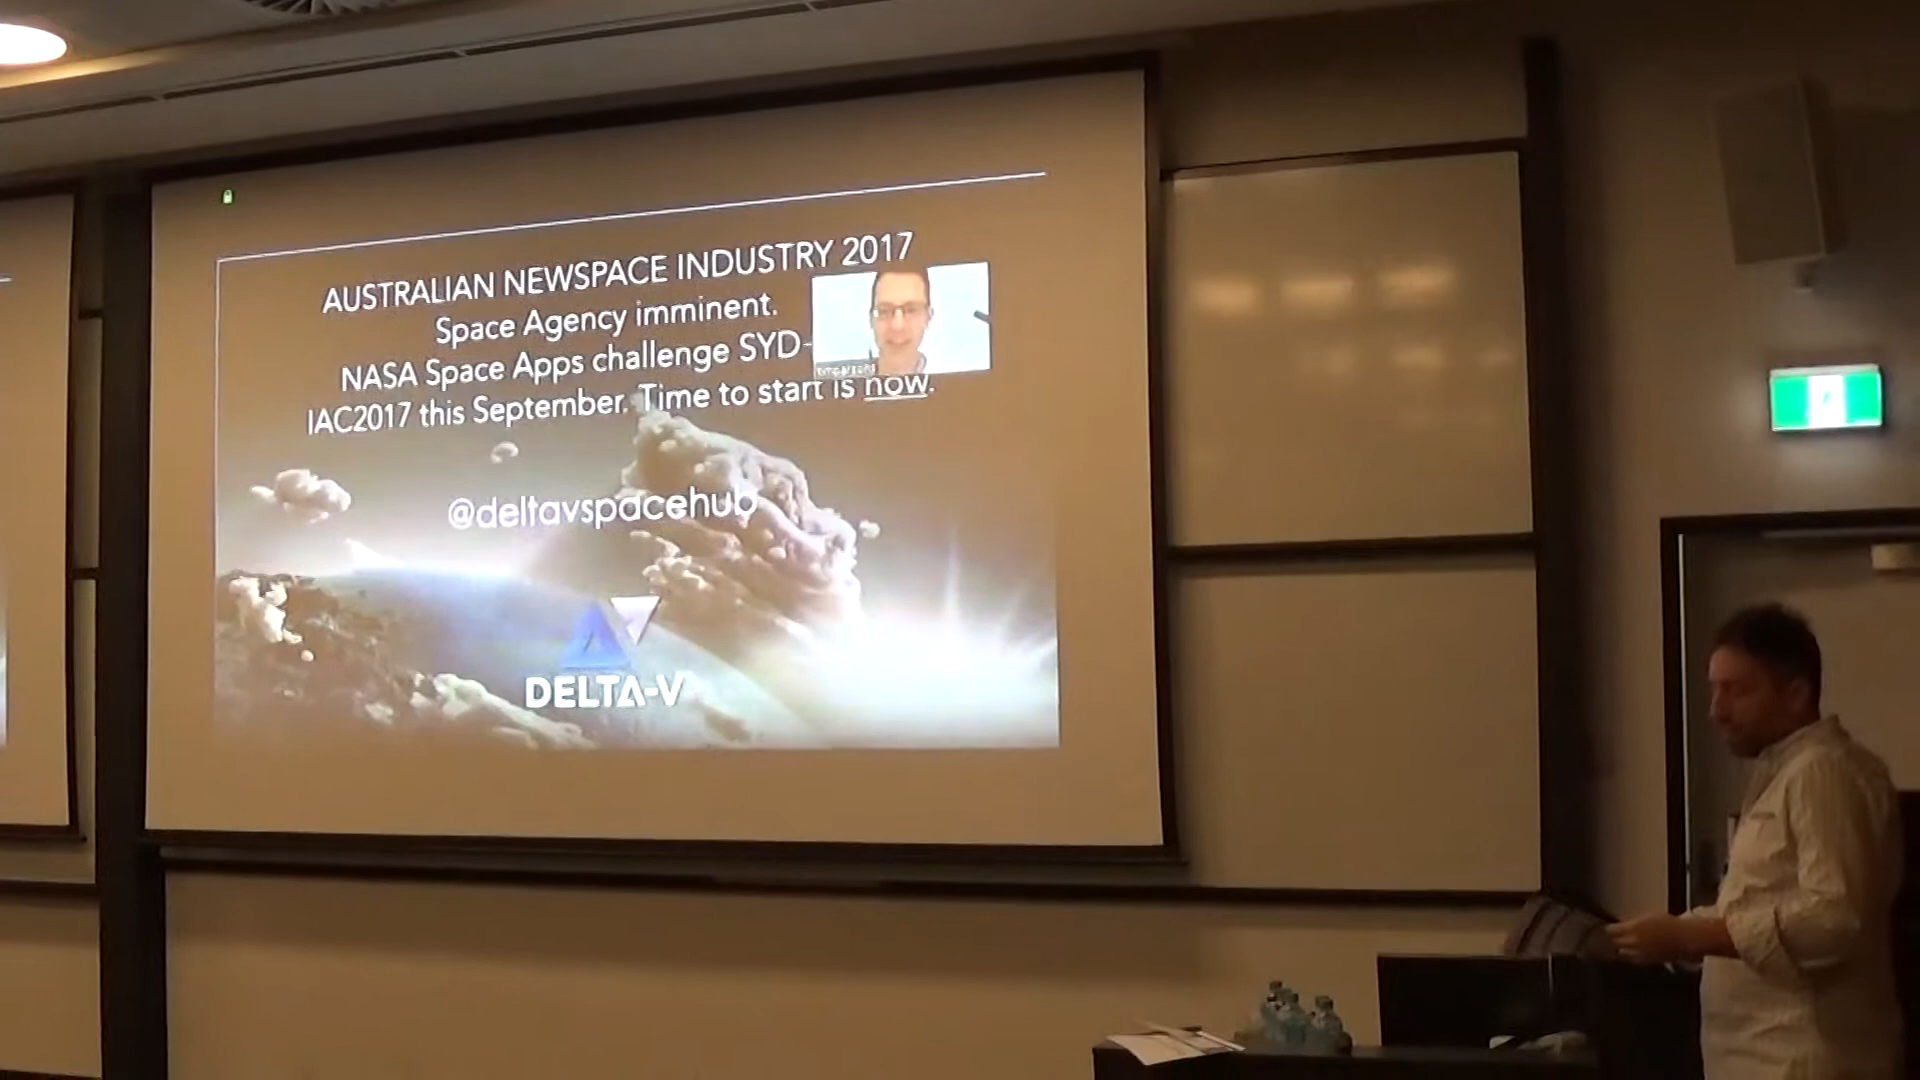 AUSTRALIAN NEWSPACE INDUSTRY 2017
Space Agency imminent.
NASA Space Apps challenge SYD-
IAC2017 this September. Time to start is now.
timparsons
@deltavspacehub
DELTA-V